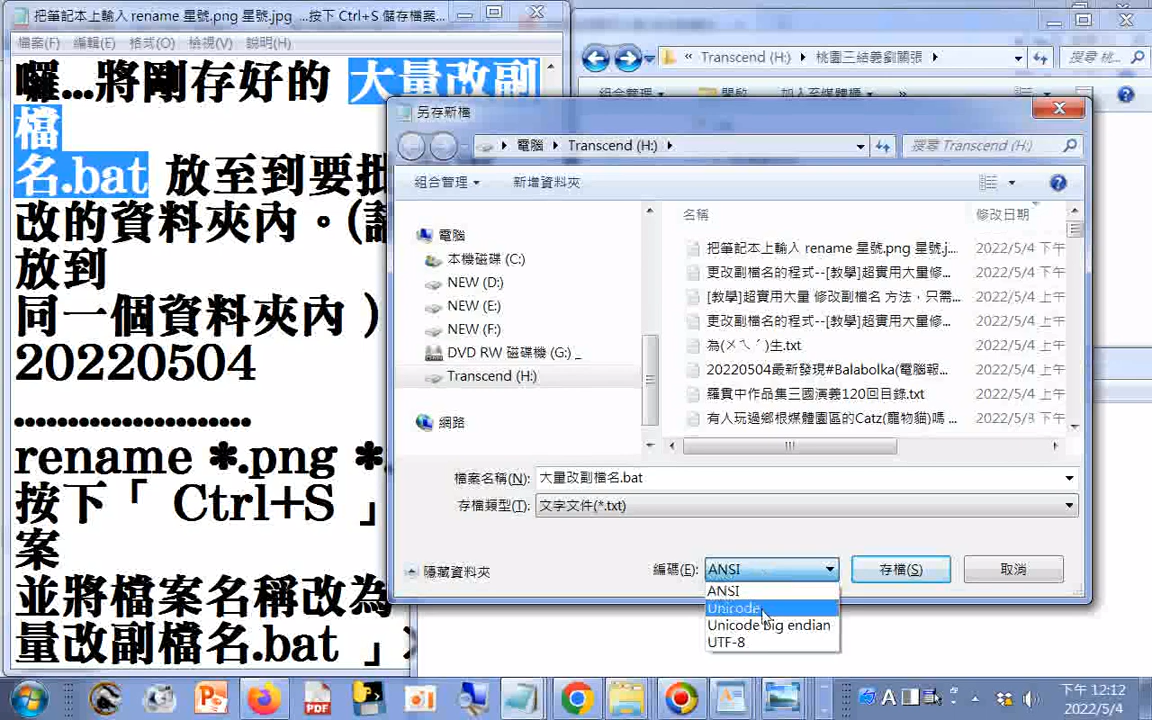 把筆記本上輸入 rename 星號.png 星號.jpg ...按下 Ctrl+S 儲存檔案...
檔案(F) 編輯(E) 格式(O) 檢視(V) 說明(H)
囉...將剛存好的 大量改副
檔
名.bat 放至到要批
改的資料夾內。(請
放到
同一個資料夾內 )
20220504
rename *.png *.
按下「 Ctrl+S 」
案
並將檔案名稱改為
量改副檔名.bat 」
« Transcend (H:) 桃園三結義劉關張
搜尋 桃...
組合管理 開啟 加入至媒體櫃 »
另存新檔
電腦 Transcend (H:)
搜尋 Transcend (H:)
組合管理 新增資料夾
電腦
本機磁碟 (C:)
NEW (D:)
NEW (E:)
NEW (F:)
DVD RW 磁碟機 (G:) _
Transcend (H:)
網路
名稱 修改日期
把筆記本上輸入 rename 星號.png 星號.j... 2022/5/4 下午
更改副檔名的程式--[教學]超實用大量修... 2022/5/4 上午
[教學]超實用大量 修改副檔名 方法，只需... 2022/5/4 上午
更改副檔名的程式--[教學]超實用大量修... 2022/5/4 上午
為(ㄨㄟˊ)生.txt 2022/5/4 上午
20220504最新發現#Balabolka(電腦報... 2022/5/4 上午
羅貫中作品集三國演義120回目錄.txt 2022/5/4 上午
有人玩過鄉根媒體園區的Catz(寵物貓)嗎 ... 2022/5/3 下午
檔案名稱(N): 大量改副檔名.bat
存檔類型(T): 文字文件(*.txt)
隱藏資料夾
編碼(E): ANSI
存檔(S) 取消
ANSI
Unicode
Unicode big endian
UTF-8
下午 12:12
2022/5/4